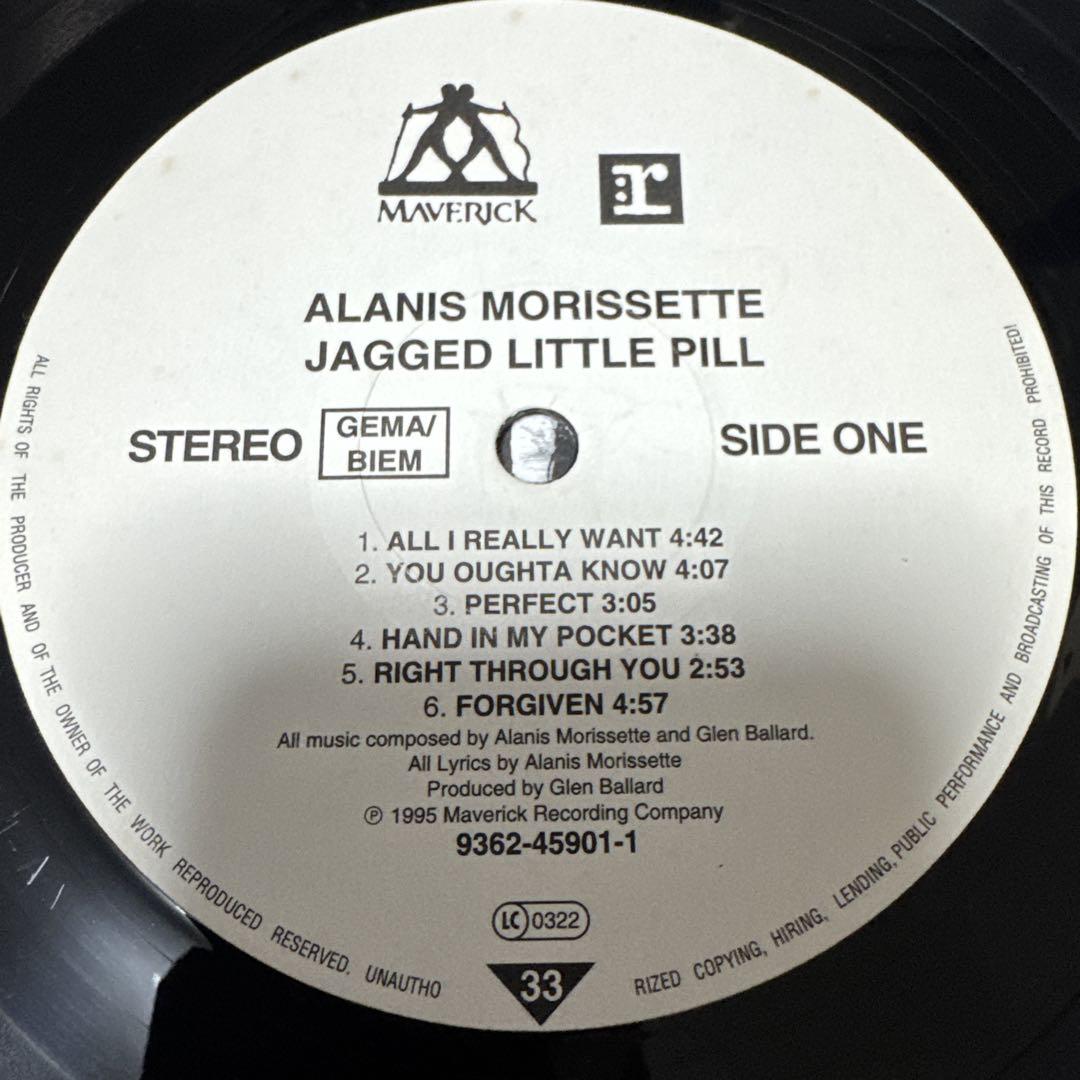 MAVERICK
r
ALANIS MORISSETTE
JAGGED LITTLE PILL
STEREO
GEMA/
BIEM
SIDE ONE
1. ALL I REALLY WANT 4:42
2. YOU OUGHTA KNOW 4:07
3. PERFECT 3:05
4. HAND IN MY POCKET 3:38
5. RIGHT THROUGH YOU 2:53
6. FORGIVEN 4:57
All music composed by Alanis Morissette and Glen Ballard.
All Lyrics by Alanis Morissette
Produced by Glen Ballard
℗ 1995 Maverick Recording Company
9362-45901-1
LC 0322
33
ALL RIGHTS OF THE PRODUCER AND OF THE OWNER OF THE WORK REPRODUCED RESERVED. UNAUTHO
RIZED COPYING, HIRING, LENDING, PUBLIC PERFORMANCE AND BROADCASTING OF THIS RECORD PROHIBITED!